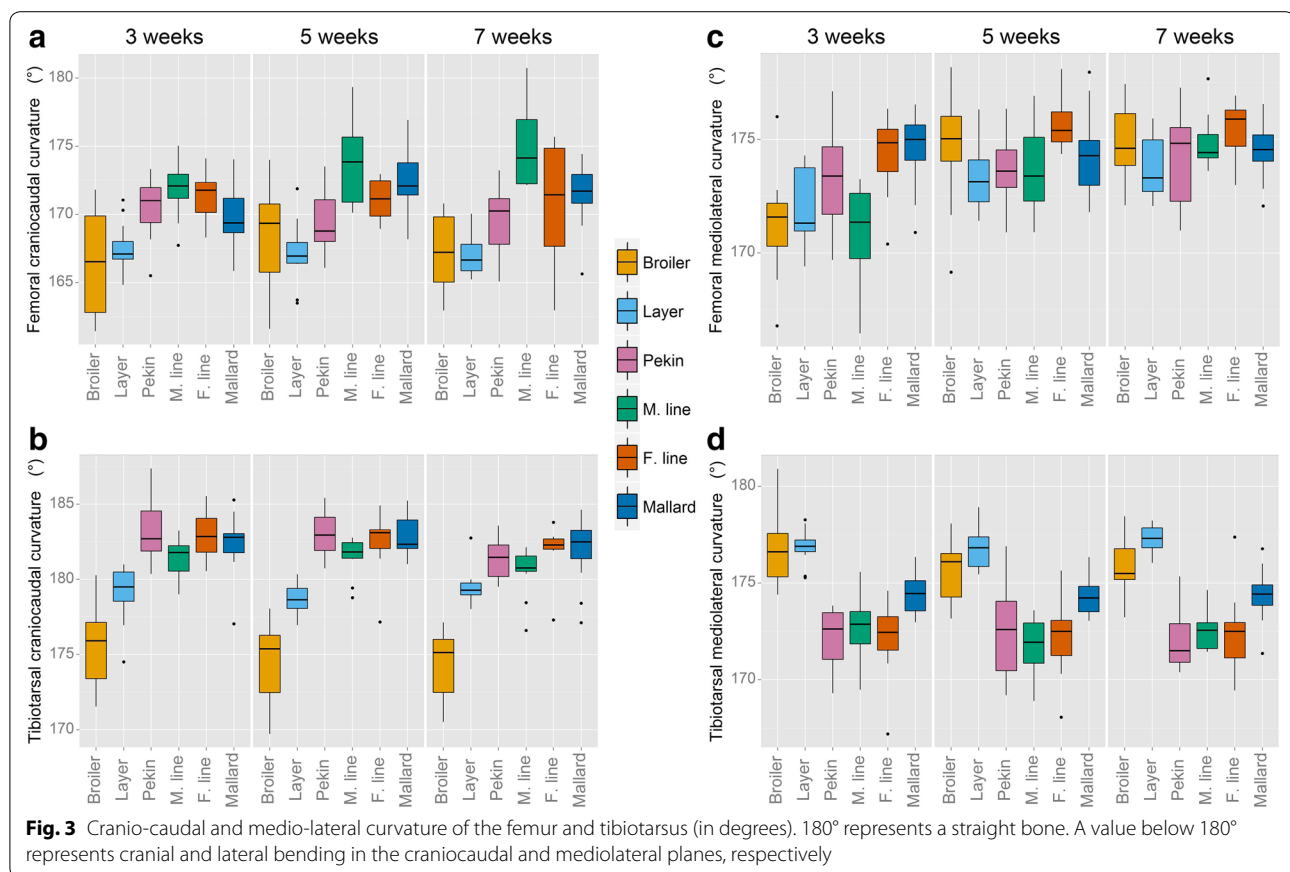 a
3 weeks
5 weeks
7 weeks
Femoral craniocaudal curvature (°)
180
175
170
165
Broiler
Layer
Pekin
M. line
F. line
Mallard
Broiler
Layer
Pekin
M. line
F. line
Mallard
Broiler
Layer
Pekin
M. line
F. line
Mallard
b
Tibiotarsal craniocaudal curvature (°)
185
180
175
170
Broiler
Layer
Pekin
M. line
F. line
Mallard
Broiler
Layer
Pekin
M. line
F. line
Mallard
Broiler
Layer
Pekin
M. line
F. line
Mallard
Broiler
Layer
Pekin
M. line
F. line
Mallard
c
3 weeks
5 weeks
7 weeks
Femoral mediolateral curvature (°)
175
170
Broiler
Layer
Pekin
M. line
F. line
Mallard
Broiler
Layer
Pekin
M. line
F. line
Mallard
Broiler
Layer
Pekin
M. line
F. line
Mallard
d
Tibiotarsal mediolateral curvature (°)
180
175
170
Broiler
Layer
Pekin
M. line
F. line
Mallard
Broiler
Layer
Pekin
M. line
F. line
Mallard
Broiler
Layer
Pekin
M. line
F. line
Mallard
Fig. 3 Cranio-caudal and medio-lateral curvature of the femur and tibiotarsus (in degrees). 180° represents a straight bone. A value below 180°
represents cranial and lateral bending in the craniocaudal and mediolateral planes, respectively